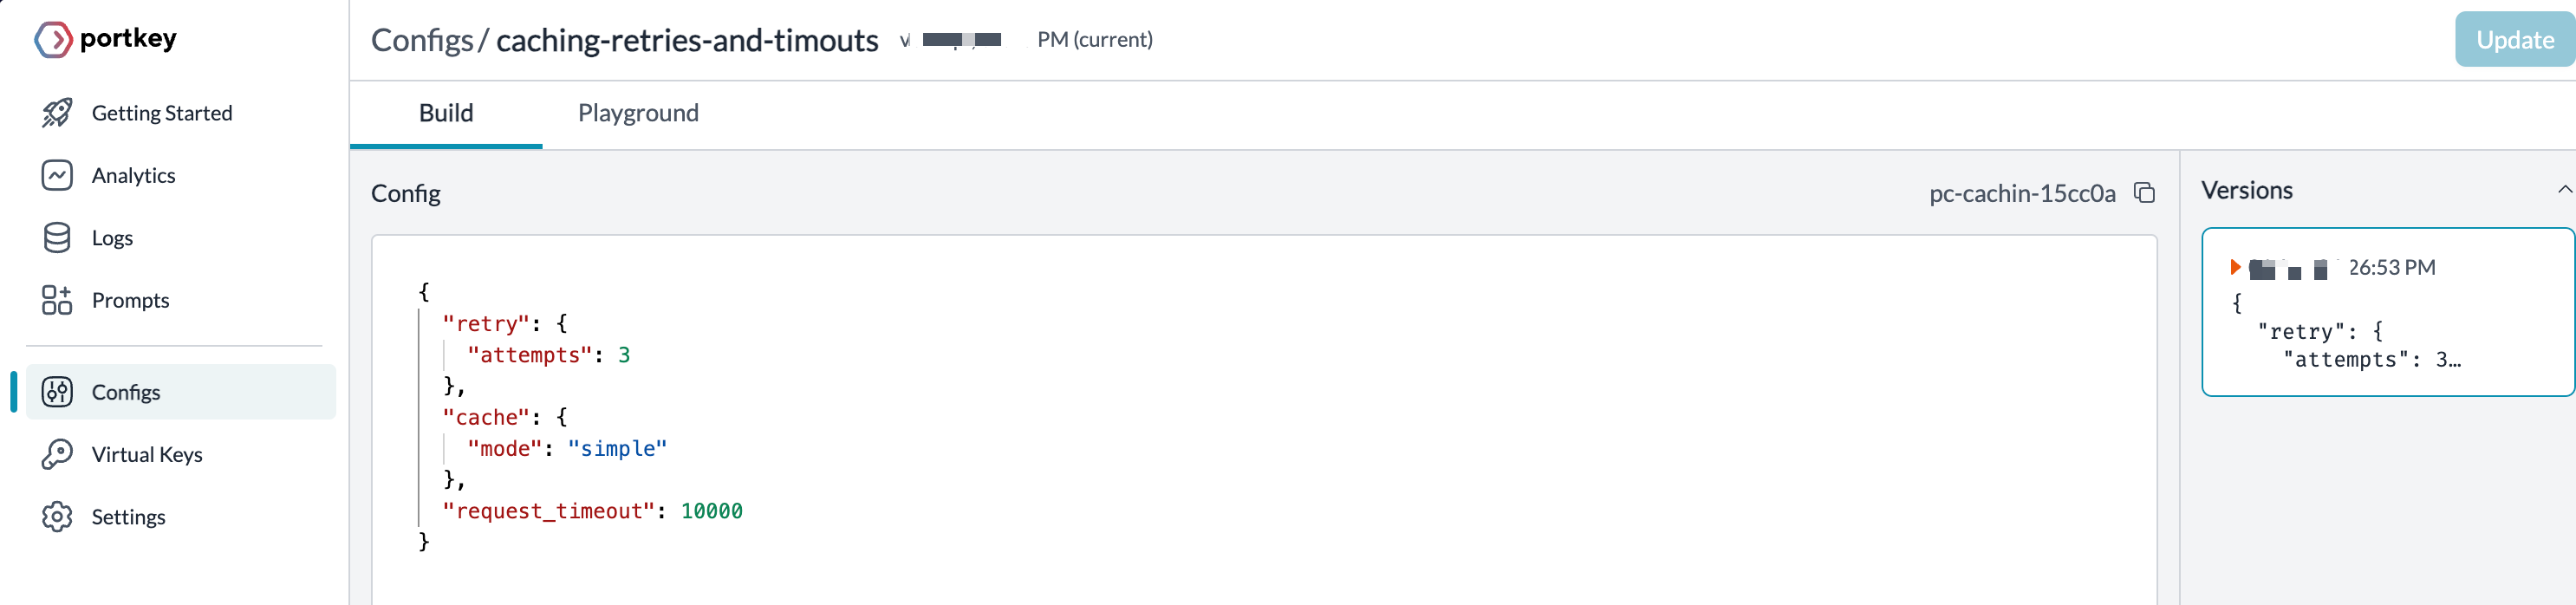 portkey
Getting Started
Analytics
Logs
Prompts
Configs
Virtual Keys
Settings
Configs/ caching-retries-and-timouts PM (current)
Update
Build Playground
Config pc-cachin-15cc0a
{
"retry": {
"attempts": 3
},
"cache": {
"mode": "simple"
},
"request_timeout": 10000
}
Versions
26:53 PM
{
"retry": {
"attempts": 3…